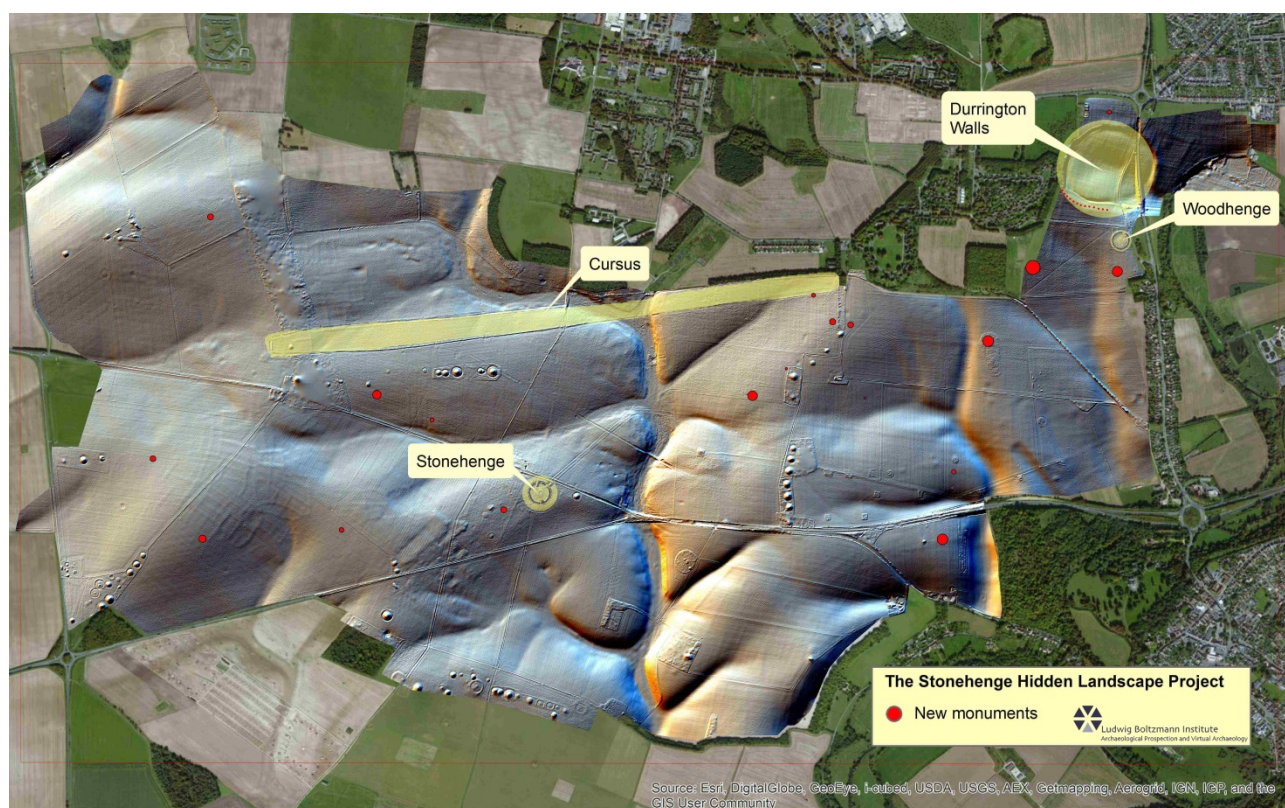 Durrington
Walls
Woodhenge
Cursus
Stonehenge
The Stonehenge Hidden Landscape Project
New monuments
Ludwig Boltzmann Institute
Archaeological Prospection and Virtual Archaeology
Source: Esri, DigitalGlobe, GeoEye, i-cubed, USDA, USGS, AEX, Getmapping, Aerogrid, IGN, IGP, and the
GIS User Community